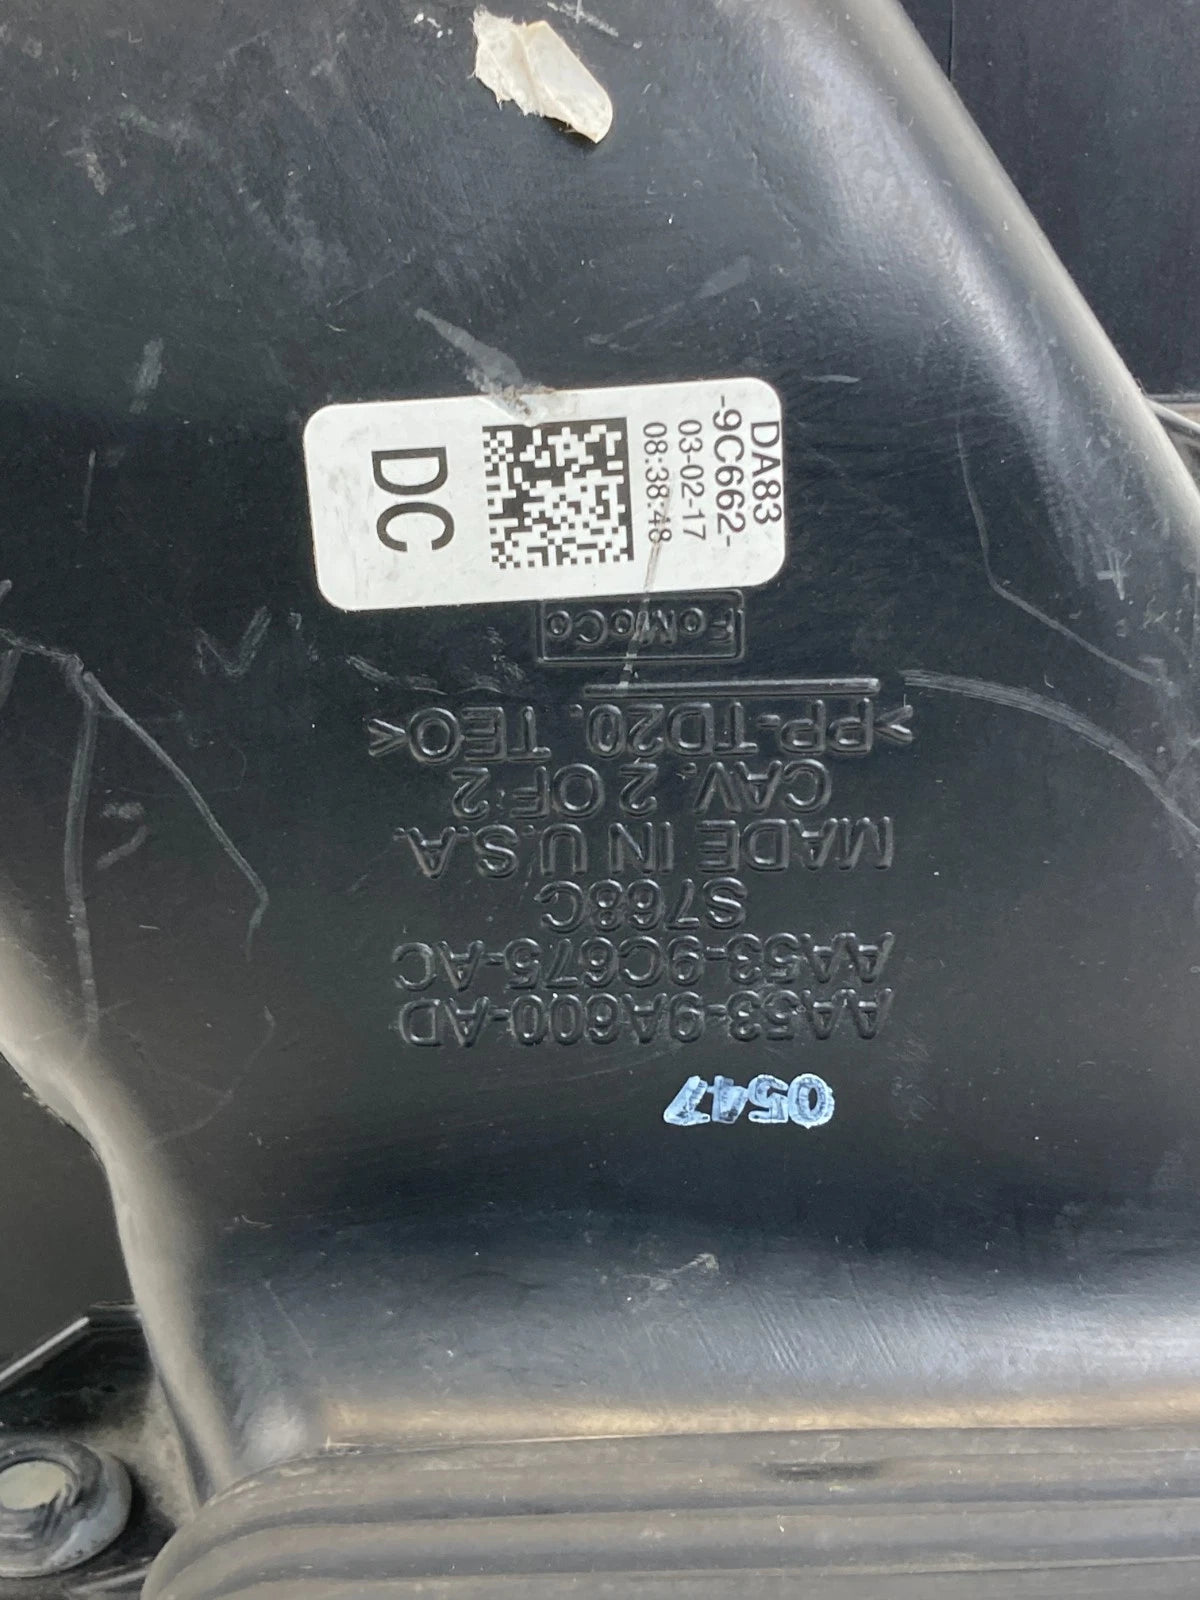 DA83
-9C662-
03-02-17
08:38:48
DC
0547
AA53-9A600-AD
AA53-9C675-AC
S768C
MADE IN U.S.A.
CAV. 2 OF 2
>PP-TD20, TEO<
FoMoCo